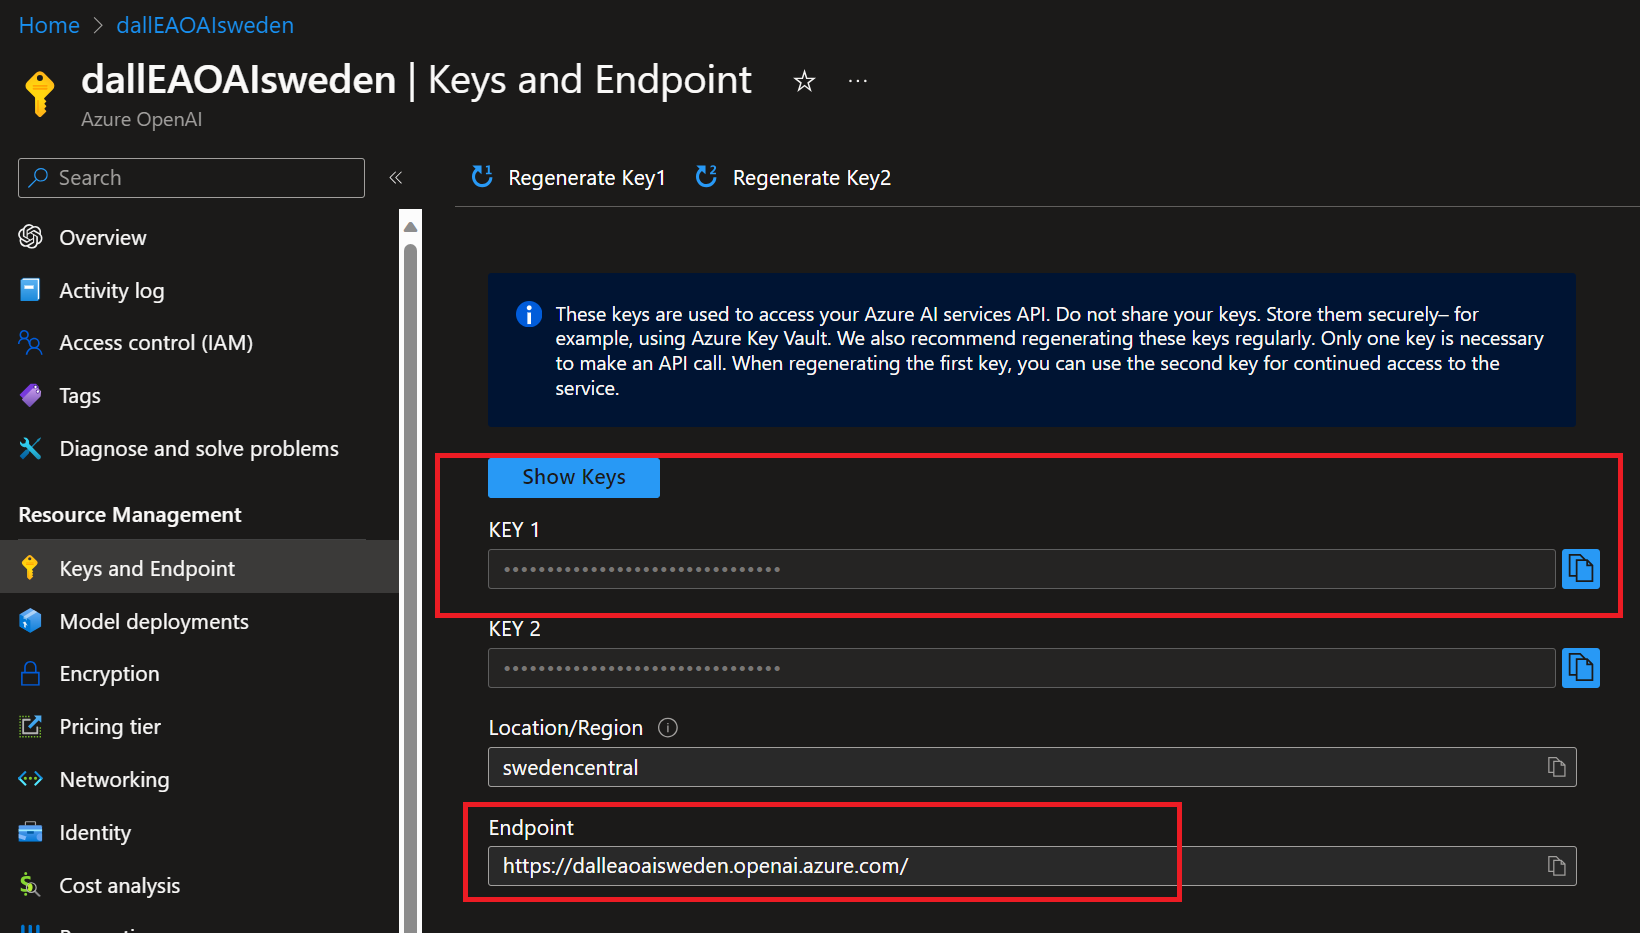 Home > dallEAOAIsweden
dallEAOAIsweden | Keys and Endpoint
Azure OpenAI
Search
Overview
Activity log
Access control (IAM)
Tags
Diagnose and solve problems
Resource Management
Keys and Endpoint
Model deployments
Encryption
Pricing tier
Networking
Identity
Cost analysis
Regenerate Key1
Regenerate Key2
These keys are used to access your Azure AI services API. Do not share your keys. Store them securely– for
example, using Azure Key Vault. We also recommend regenerating these keys regularly. Only one key is necessary
to make an API call. When regenerating the first key, you can use the second key for continued access to the
service.
Show Keys
KEY 1
••••••••••••••••••••••••••••••••
KEY 2
••••••••••••••••••••••••••••••••
Location/Region
swedencentral
Endpoint
https://dalleaoaisweden.openai.azure.com/